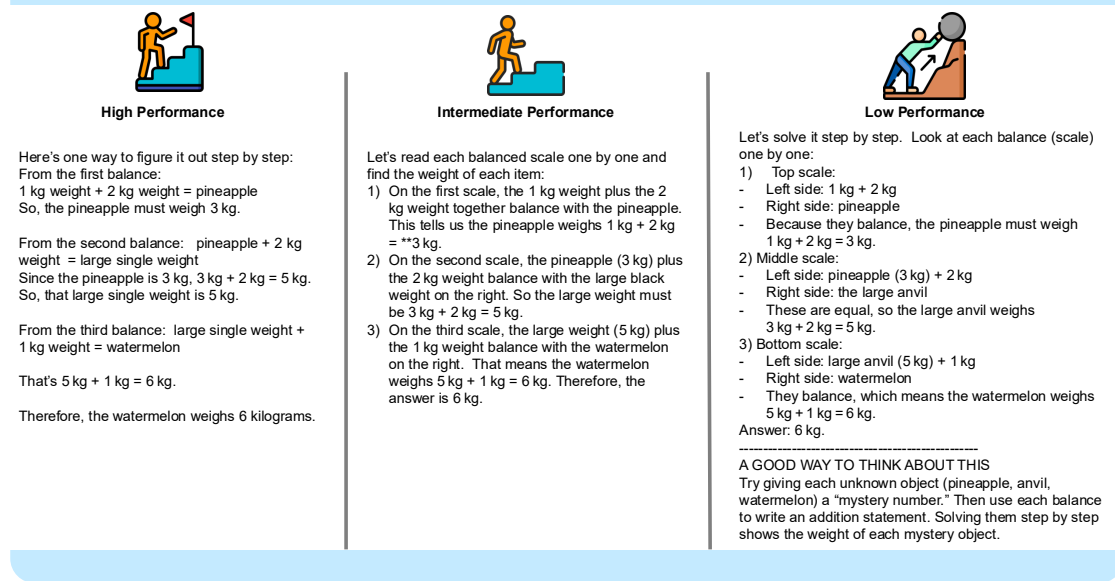 High Performance
Here's one way to figure it out step by step:
From the first balance:
1 kg weight + 2 kg weight = pineapple
So, the pineapple must weigh 3 kg.
From the second balance: pineapple + 2 kg
weight = large single weight
Since the pineapple is 3 kg, 3 kg + 2 kg = 5 kg.
So, that large single weight is 5 kg.
From the third balance: large single weight +
1 kg weight = watermelon
That's 5 kg + 1 kg = 6 kg.
Therefore, the watermelon weighs 6 kilograms.
Intermediate Performance
Let's read each balanced scale one by one and
find the weight of each item:
1) On the first scale, the 1 kg weight plus the 2
kg weight together balance with the pineapple.
This tells us the pineapple weighs 1 kg + 2 kg
= **3 kg.
2) On the second scale, the pineapple (3 kg) plus
the 2 kg weight balance with the large black
weight on the right. So the large weight must
be 3 kg + 2 kg = 5 kg.
3) On the third scale, the large weight (5 kg) plus
the 1 kg weight balance with the watermelon
on the right. That means the watermelon
weighs 5 kg + 1 kg = 6 kg. Therefore, the
answer is 6 kg.
Low Performance
Let's solve it step by step. Look at each balance (scale)
one by one:
1) Top scale:
- Left side: 1 kg + 2 kg
- Right side: pineapple
- Because they balance, the pineapple must weigh
1 kg + 2 kg = 3 kg.
2) Middle scale:
- Left side: pineapple (3 kg) + 2 kg
- Right side: the large anvil
- These are equal, so the large anvil weighs
3 kg + 2 kg = 5 kg.
3) Bottom scale:
- Left side: large anvil (5 kg) + 1 kg
- Right side: watermelon
- They balance, which means the watermelon weighs
5 kg + 1 kg = 6 kg.
Answer: 6 kg.
--------------------------------------------------
A GOOD WAY TO THINK ABOUT THIS
Try giving each unknown object (pineapple, anvil,
watermelon) a "mystery number." Then use each balance
to write an addition statement. Solving them step by step
shows the weight of each mystery object.